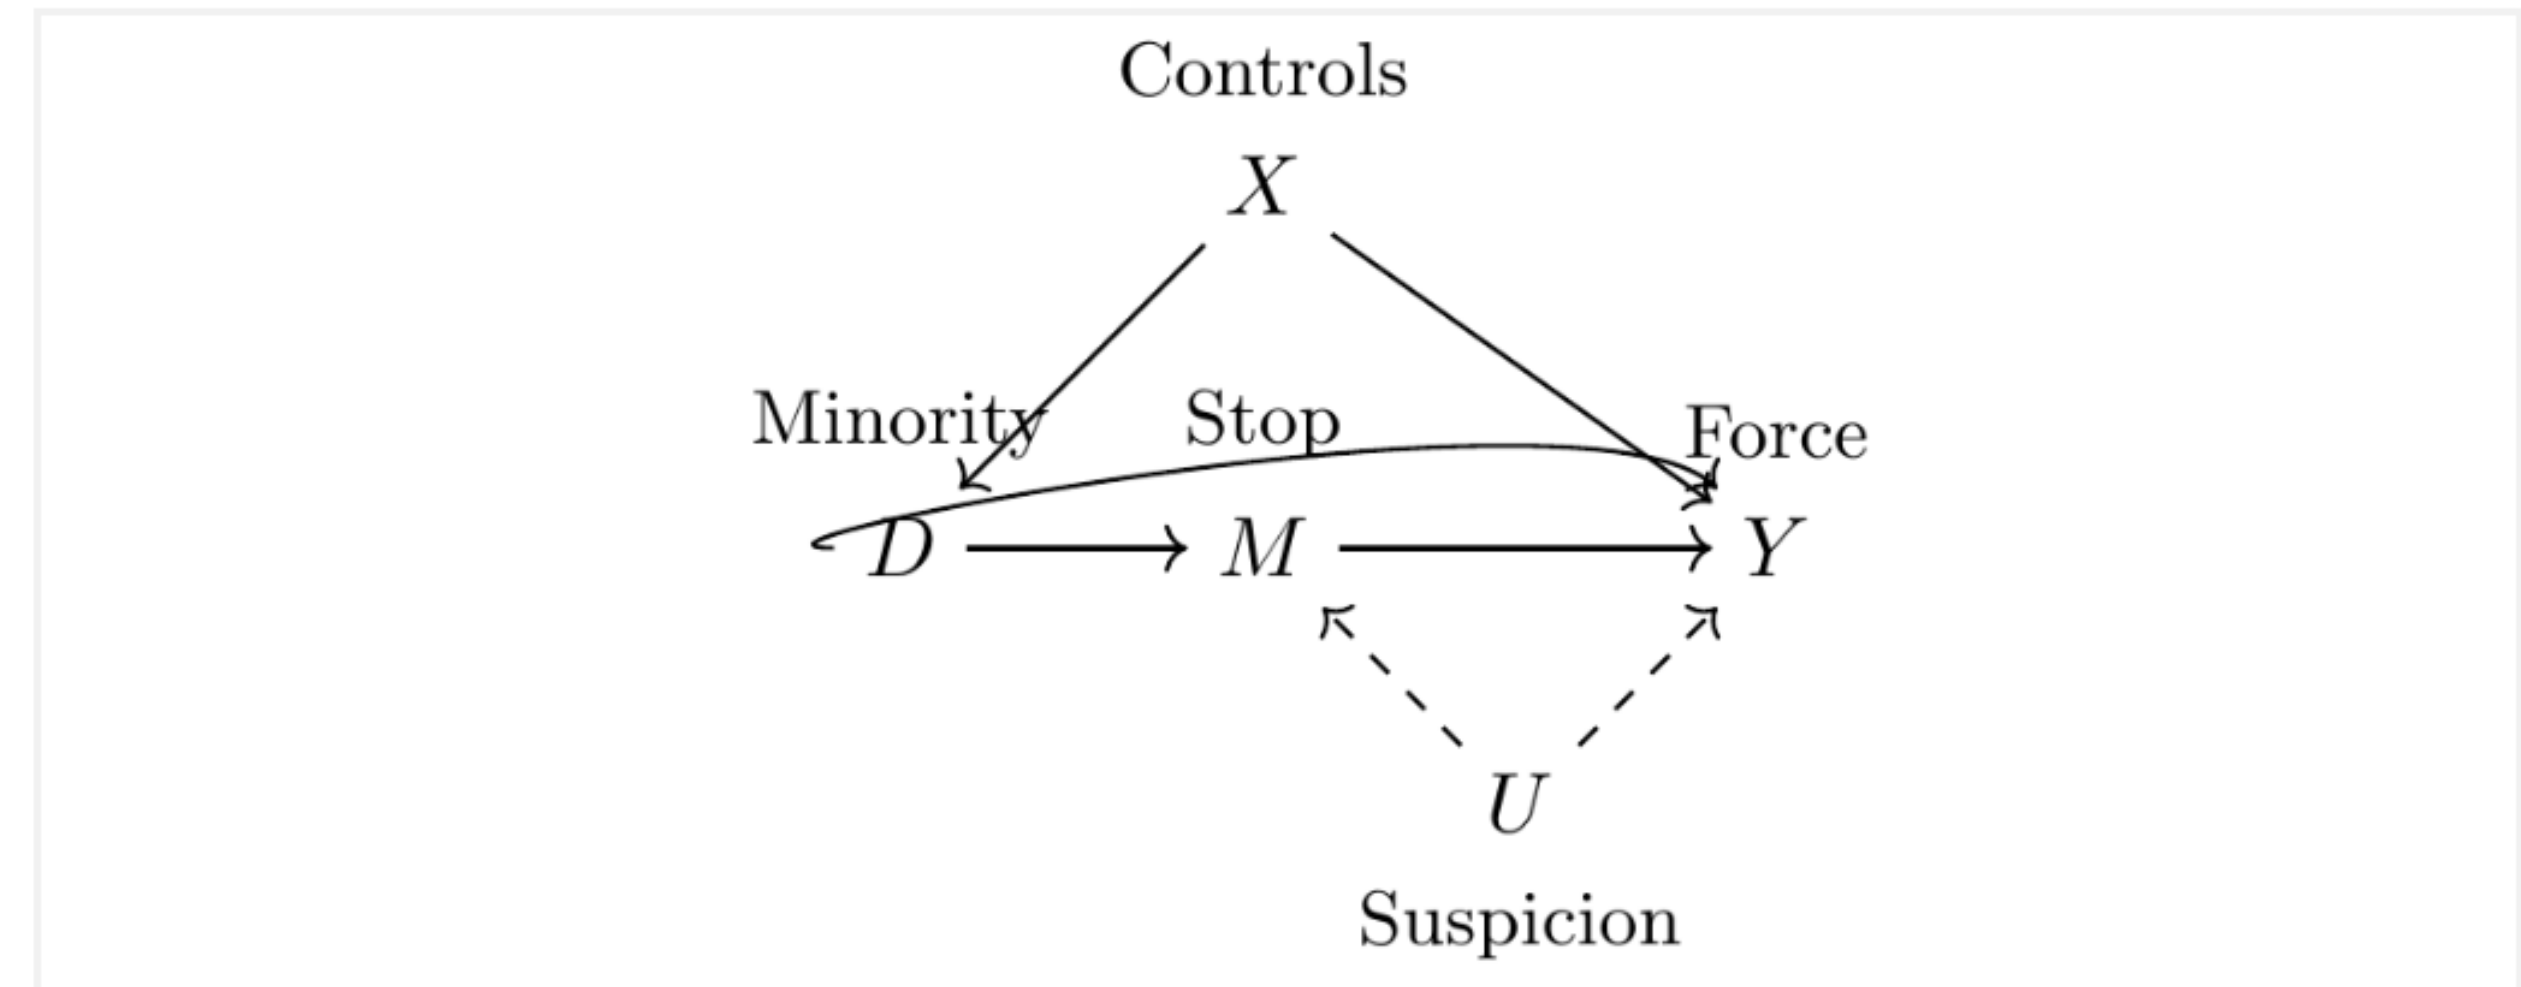 Controls
X
Minority Stop Force
D M Y
U
Suspicion